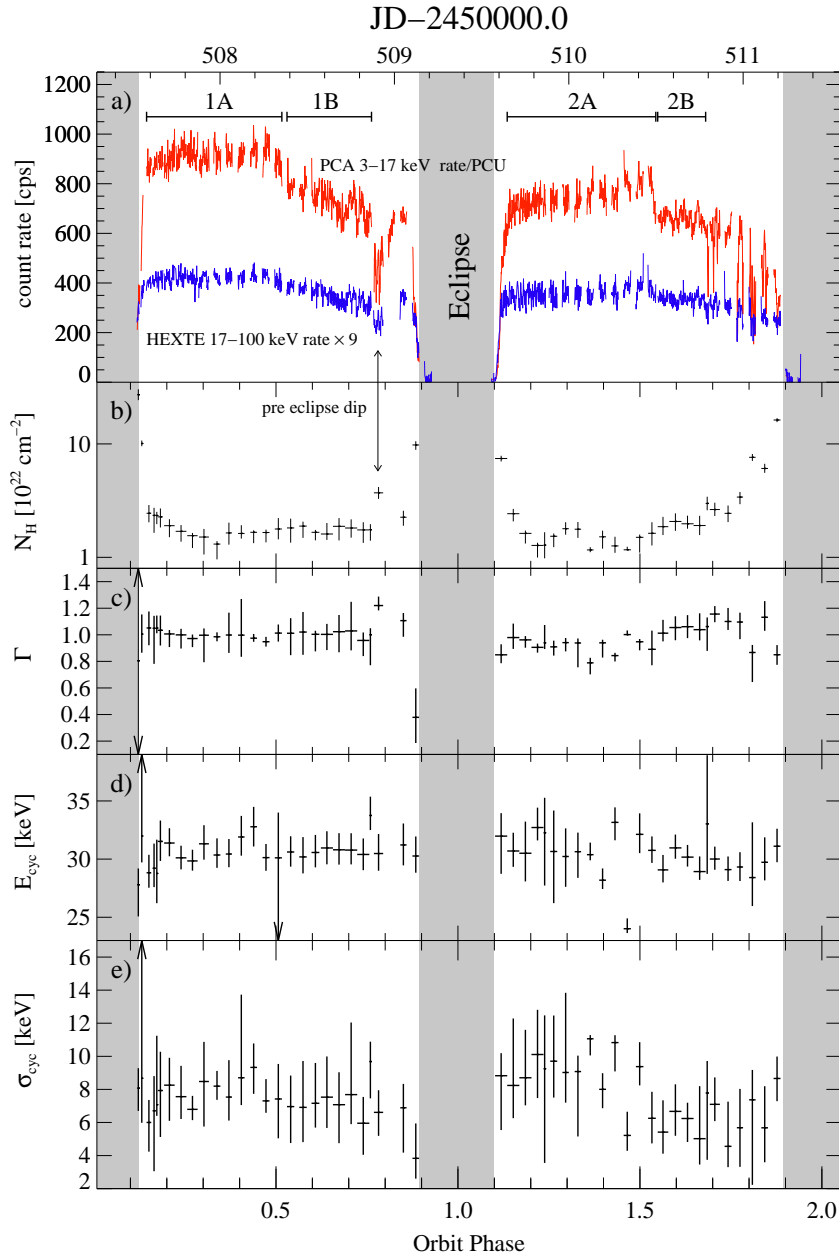 JD−2450000.0
508 509 510 511
a)
1A 1B 2A 2B
1200
1000
800
600
400
200
0
count rate [cps]
PCA 3−17 keV rate/PCU
HEXTE 17−100 keV rate × 9
Eclipse
b)
pre eclipse dip
10
1
N_H [10^22 cm^−2]
c)
1.4
1.2
1.0
0.8
0.6
0.4
0.2
Γ
d)
35
30
25
E_cyc [keV]
e)
16
14
12
10
8
6
4
2
σ_cyc [keV]
0.5 1.0 1.5 2.0
Orbit Phase